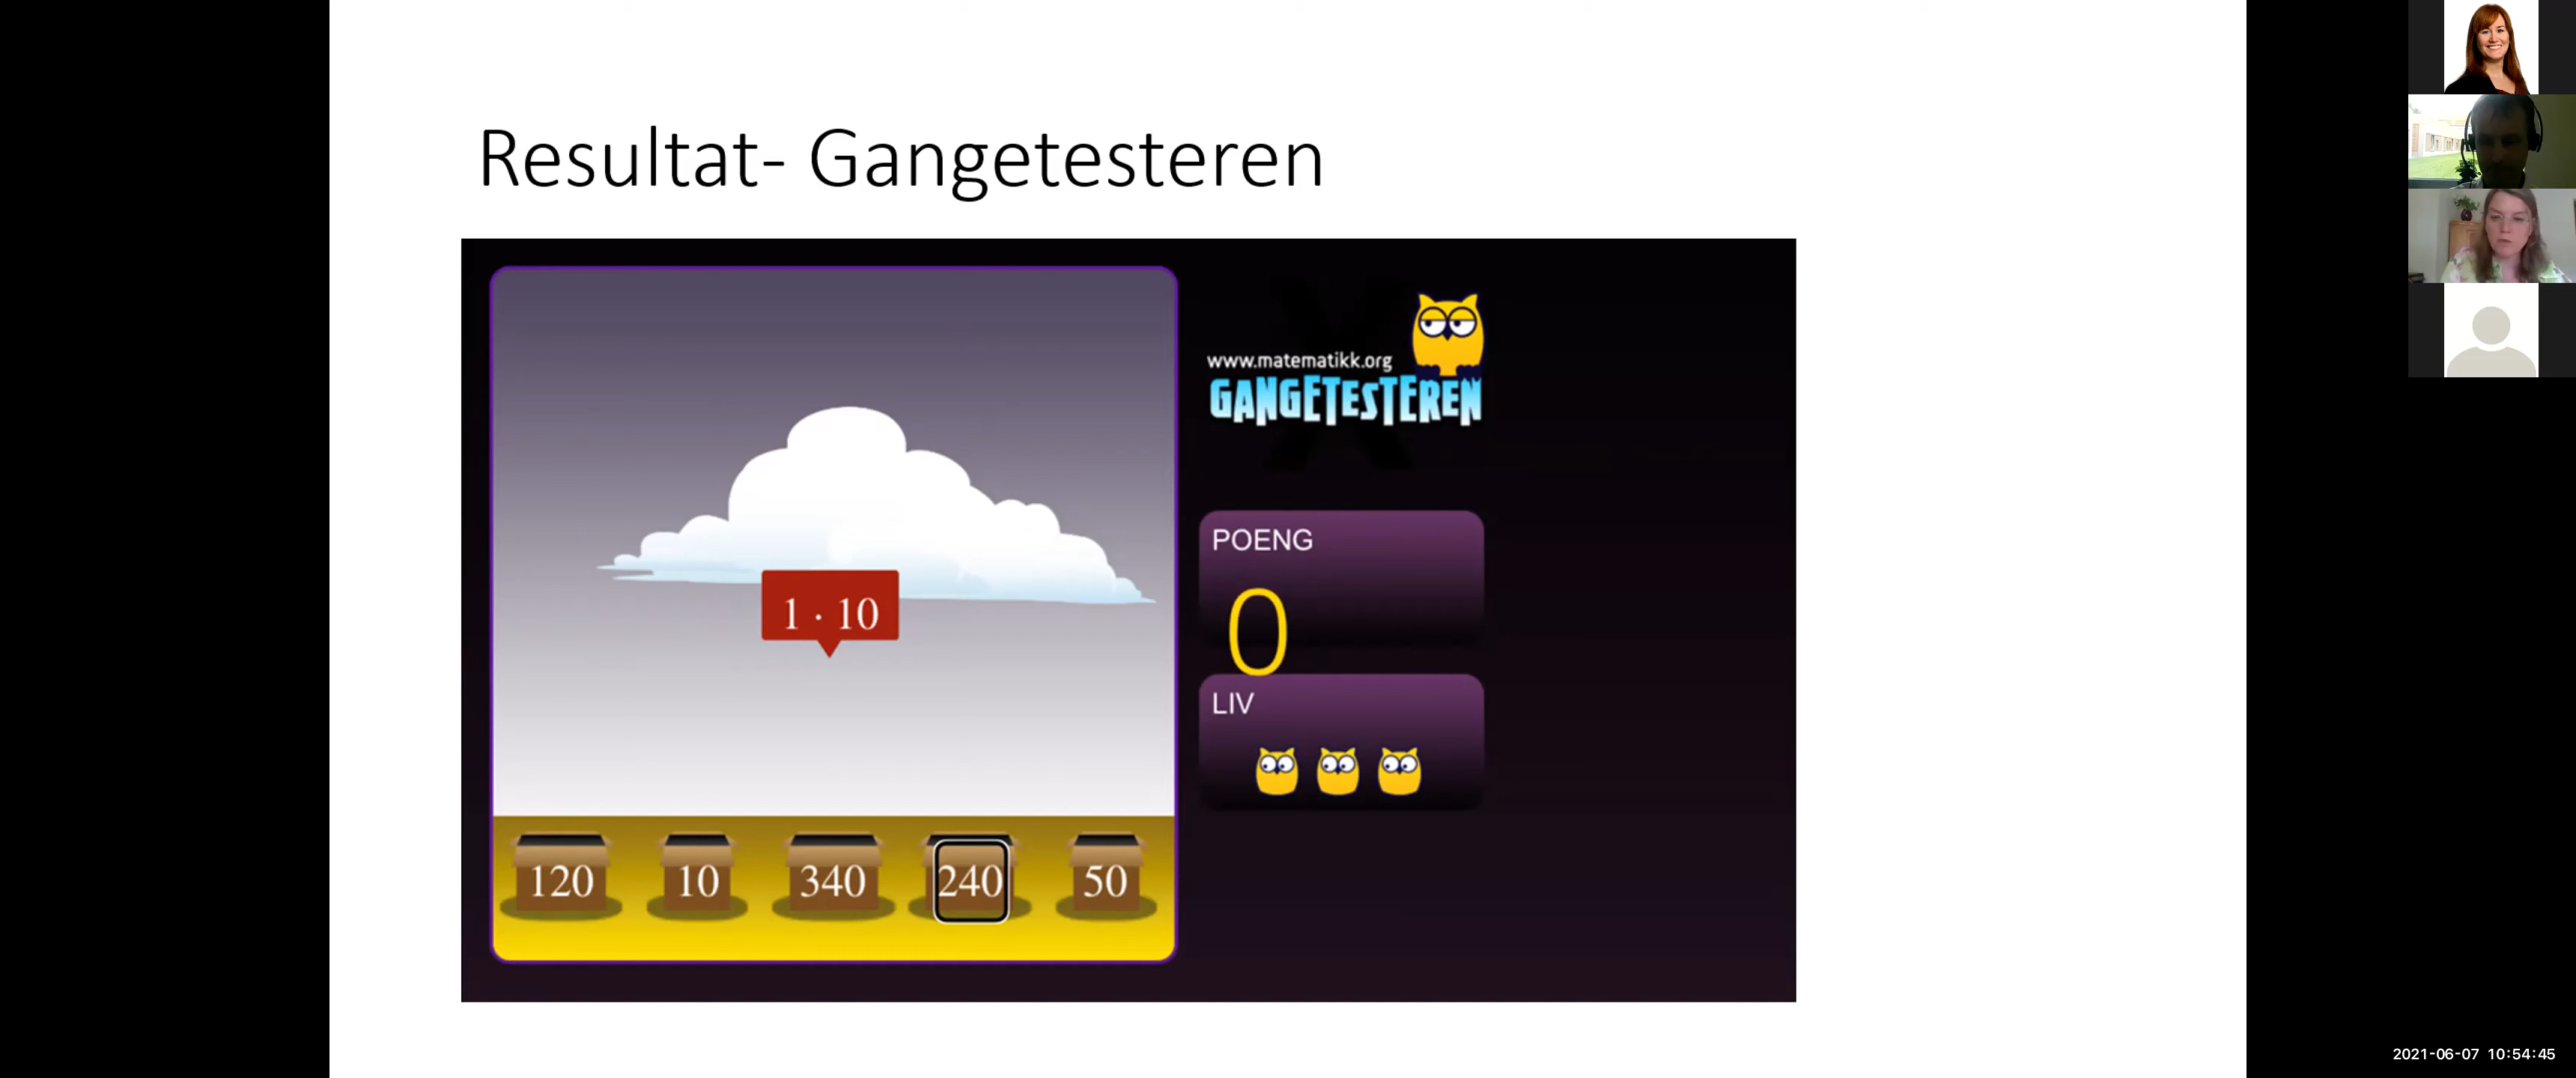 Resultat- Gangetesteren
www.matematikk.org
GANGETESTEREN
1 · 10
POENG
0
LIV
120 10 340 240 50
2021-06-07 10:54:45